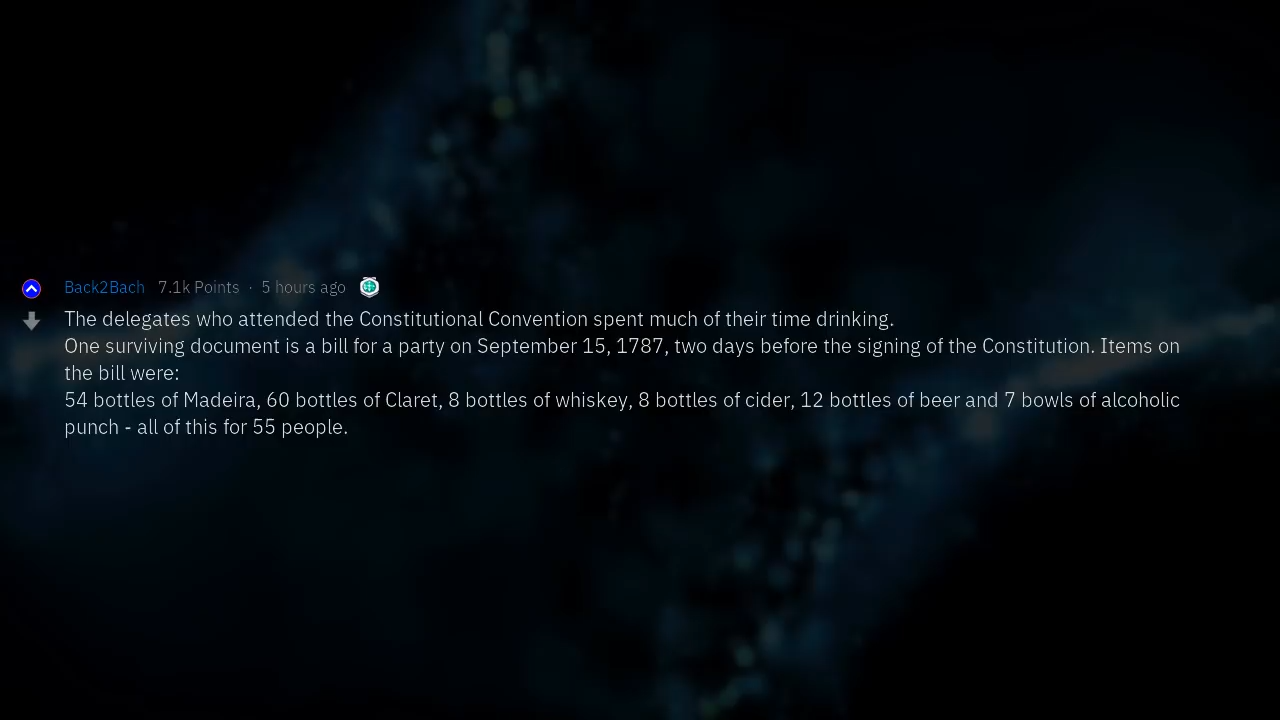 Back2Bach 7.1k Points · 5 hours ago
The delegates who attended the Constitutional Convention spent much of their time drinking.
One surviving document is a bill for a party on September 15, 1787, two days before the signing of the Constitution. Items on
the bill were:
54 bottles of Madeira, 60 bottles of Claret, 8 bottles of whiskey, 8 bottles of cider, 12 bottles of beer and 7 bowls of alcoholic
punch - all of this for 55 people.